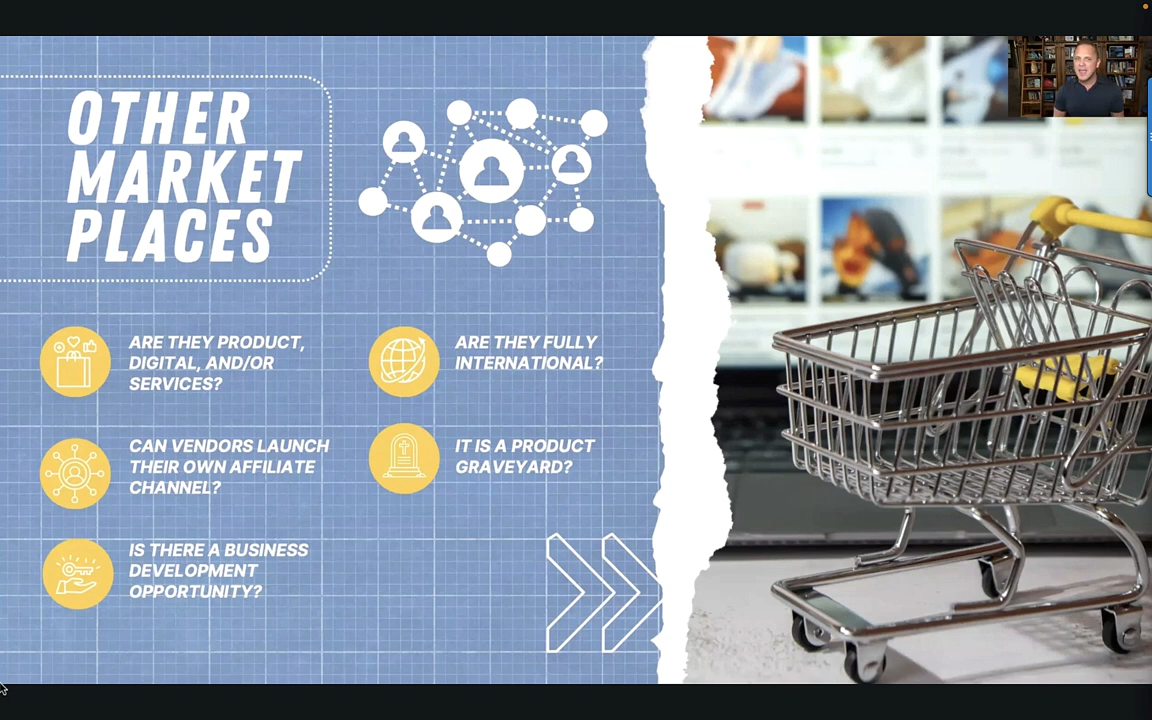 OTHER
MARKET
PLACES
ARE THEY PRODUCT,
DIGITAL, AND/OR
SERVICES?
CAN VENDORS LAUNCH
THEIR OWN AFFILIATE
CHANNEL?
IS THERE A BUSINESS
DEVELOPMENT
OPPORTUNITY?
ARE THEY FULLY
INTERNATIONAL?
IT IS A PRODUCT
GRAVEYARD?